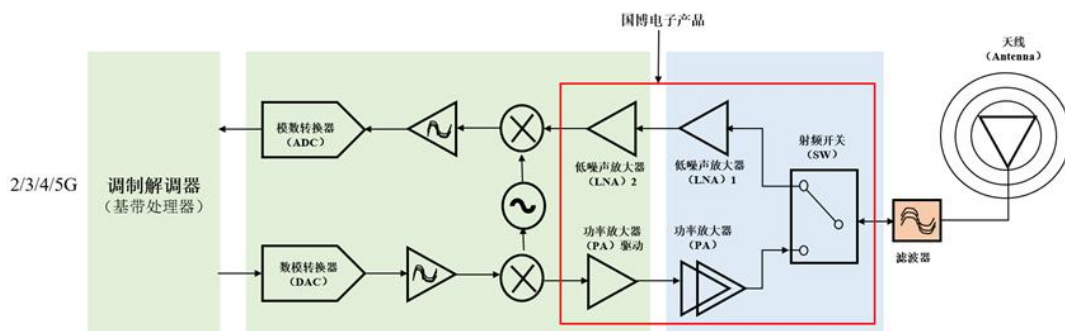 国博电子产品
天线
（Antenna）
模数转换器
（ADC）
低噪声放大器
（LNA）2
低噪声放大器
（LNA）1
射频开关
（SW）
2/3/4/5G
调制解调器
（基带处理器）
数模转换器
（DAC）
功率放大器
（PA）驱动
功率放大器
（PA）
滤波器